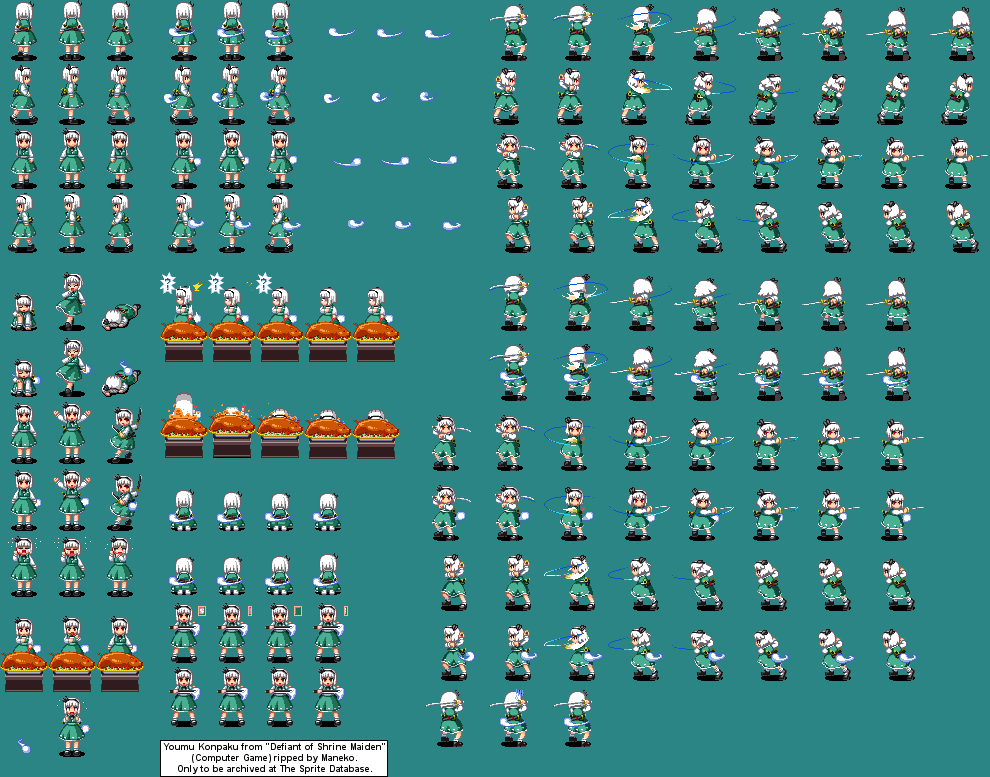 ?
?
?
Youmu Konpaku from "Defiant of Shrine Maiden"
(Computer Game) ripped by Maneko.
Only to be archived at The Sprite Database.